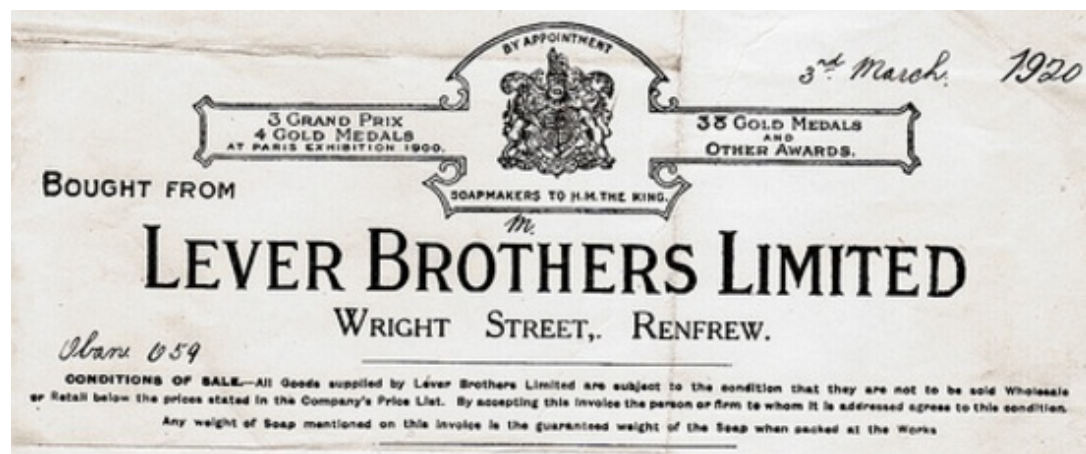 BY APPOINTMENT
3rd March. 1920
3 GRAND PRIX
4 GOLD MEDALS
AT PARIS EXHIBITION 1900.
38 GOLD MEDALS
AND
OTHER AWARDS.
SOAPMAKERS TO H.M. THE KING.
BOUGHT FROM
m.
LEVER BROTHERS LIMITED
WRIGHT STREET,. RENFREW.
059
CONDITIONS OF SALE.—All Goods supplied by Lever Brothers Limited are subject to the condition that they are not to be sold Wholesale
or Retail below the prices stated in the Company's Price List. By accepting this invoice the person or firm to whom it is addressed agrees to this condition.
Any weight of Soap mentioned on this invoice is the guaranteed weight of the Soap when packed at the Works